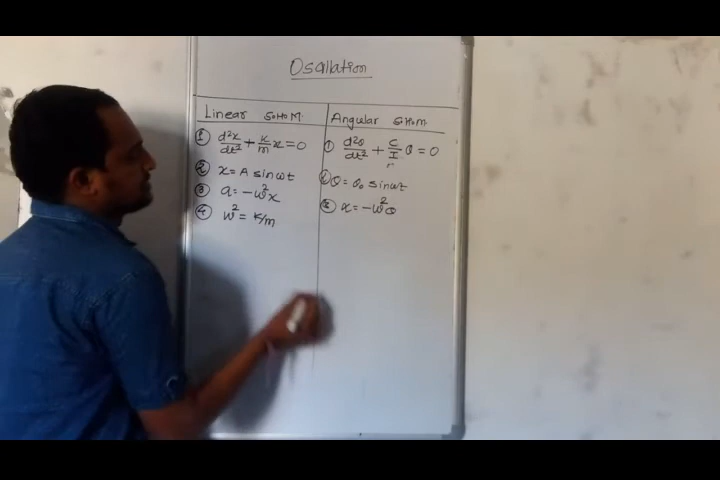 Osallation
Linear S.H.M.
① d²x/dt² + K/m x = 0
② x = A sin ωt
③ a = -ω²x
④ ω² = K/m
Angular S.H.M.
① d²θ/dt² + C/I θ = 0
② θ = θ₀ sin ωt
③ α = -ω²θ